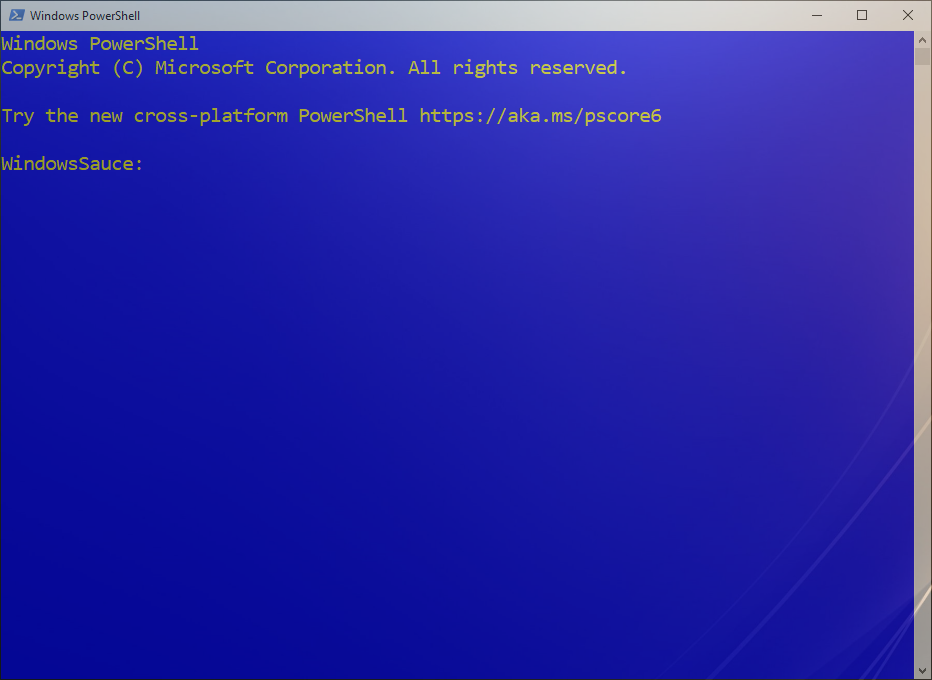 Windows PowerShell
Windows PowerShell
Copyright (C) Microsoft Corporation. All rights reserved.
Try the new cross-platform PowerShell https://aka.ms/pscore6
WindowsSauce: